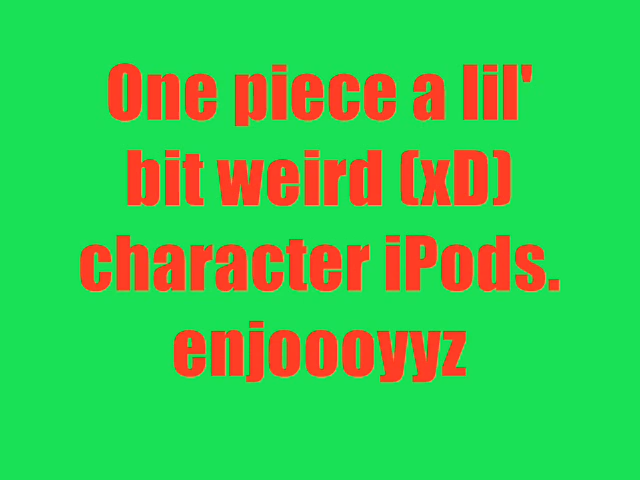 One piece a lil'
bit weird (xD)
character iPods.
enjoooyyz